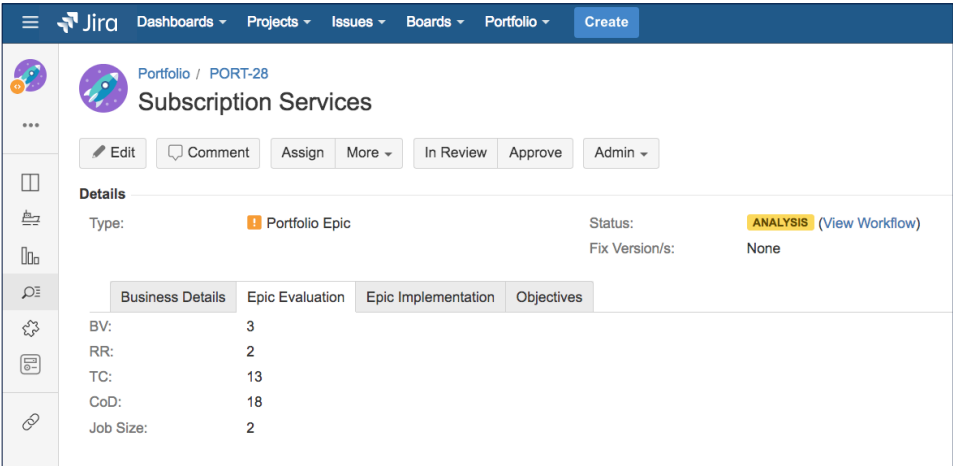 Jira Dashboards Projects Issues Boards Portfolio Create
Portfolio / PORT-28
Subscription Services
Edit Comment Assign More In Review Approve Admin
Details
Type: Portfolio Epic Status: ANALYSIS (View Workflow)
Fix Version/s: None
Business Details Epic Evaluation Epic Implementation Objectives
BV: 3
RR: 2
TC: 13
CoD: 18
Job Size: 2